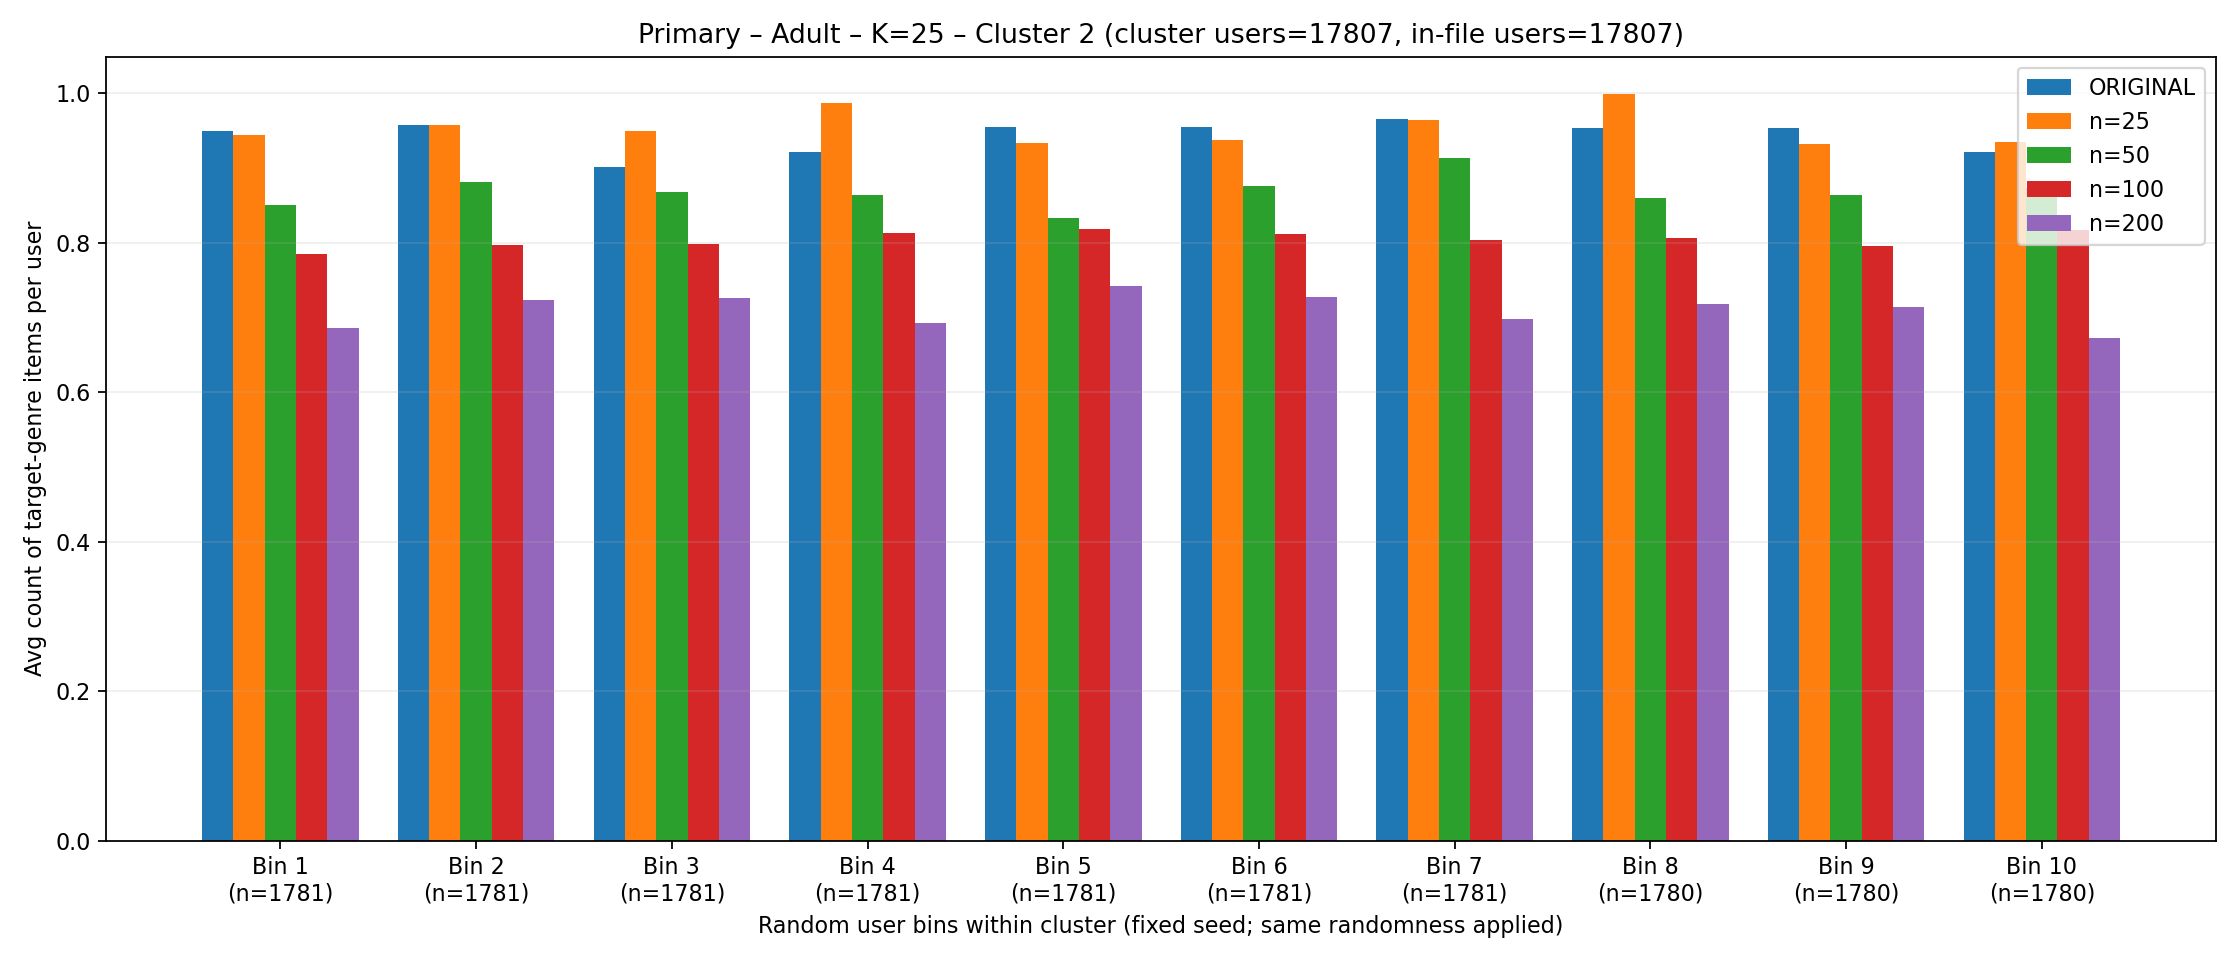 Primary – Adult – K=25 – Cluster 2 (cluster users=17807, in-file users=17807)
Avg count of target-genre items per user
1.0
0.8
0.6
0.4
0.2
0.0
ORIGINAL
n=25
n=50
n=100
n=200
Bin 1
(n=1781)
Bin 2
(n=1781)
Bin 3
(n=1781)
Bin 4
(n=1781)
Bin 5
(n=1781)
Bin 6
(n=1781)
Bin 7
(n=1781)
Bin 8
(n=1780)
Bin 9
(n=1780)
Bin 10
(n=1780)
Random user bins within cluster (fixed seed; same randomness applied)